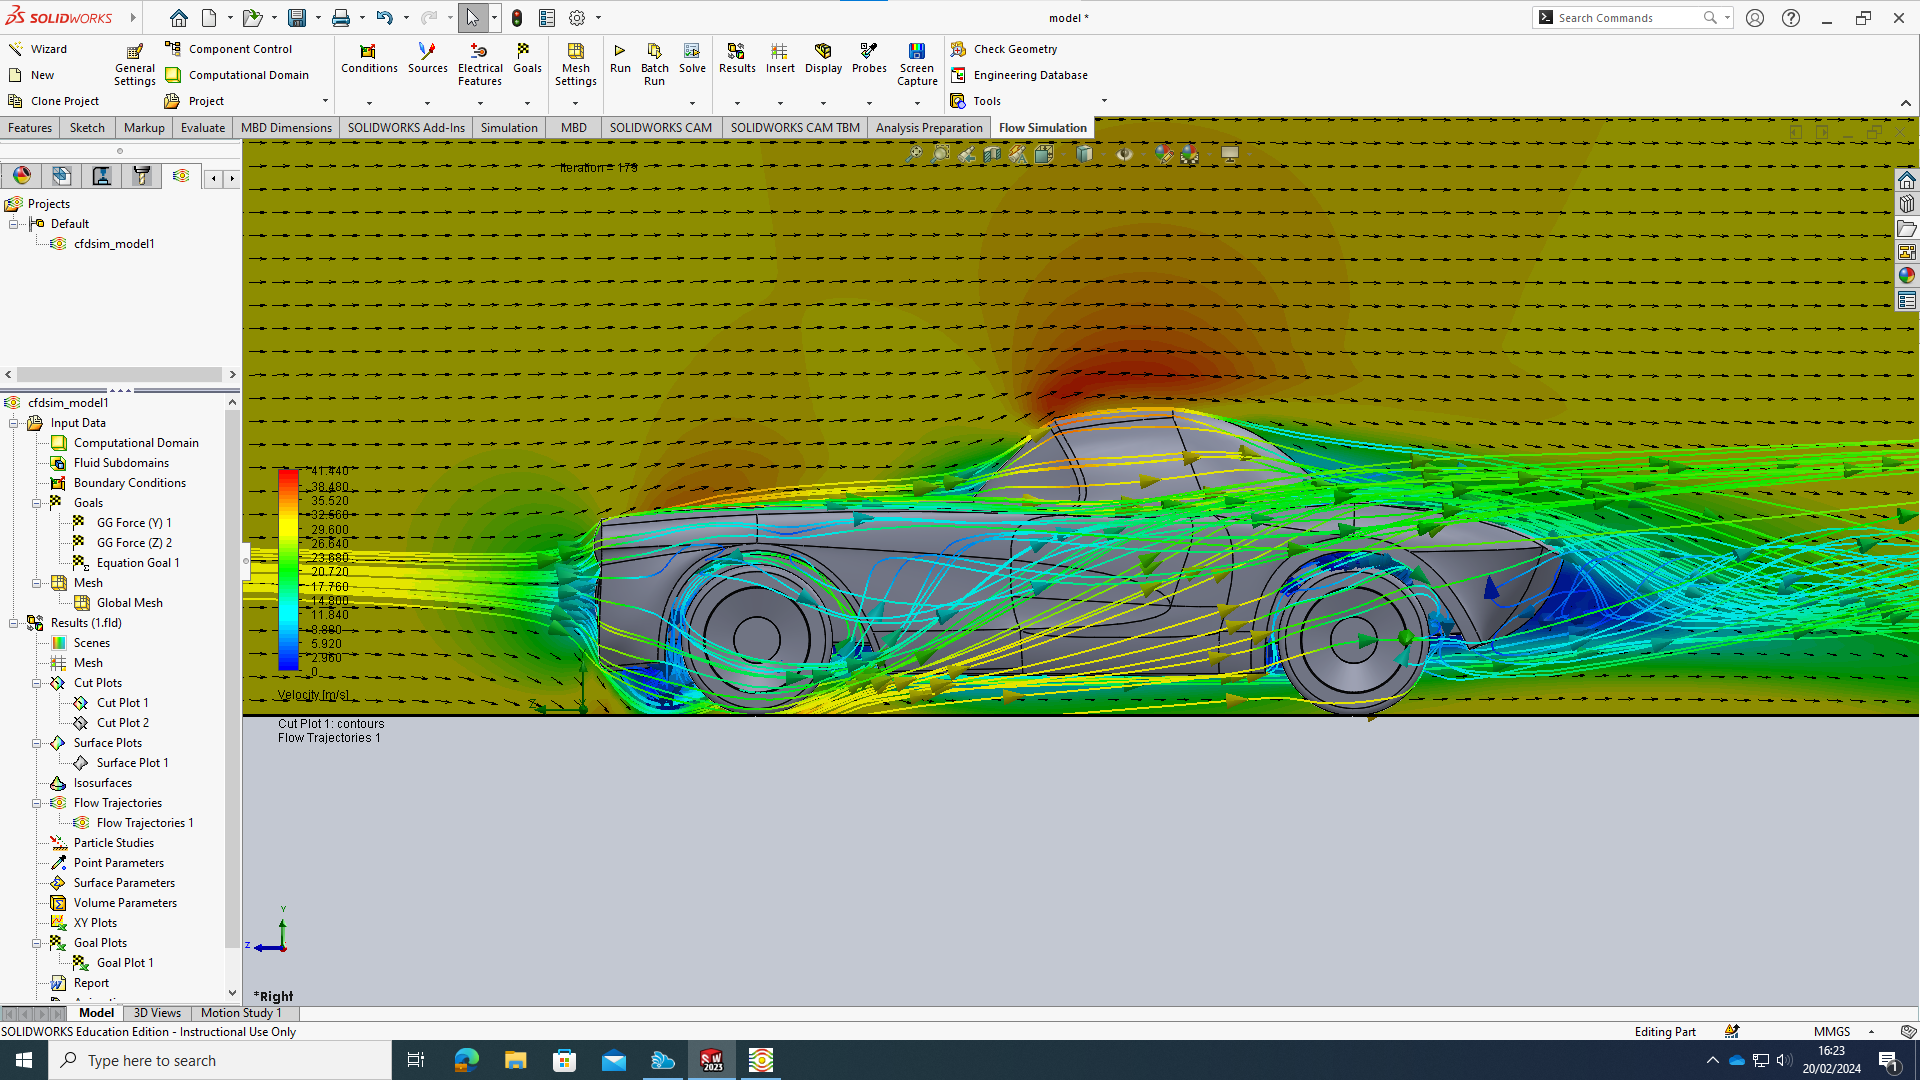 SOLIDWORKS
model *
Search Commands
Wizard
New
Clone Project
General Settings
Component Control
Computational Domain
Project
Conditions
Sources
Electrical Features
Goals
Mesh Settings
Run
Batch Run
Solve
Results
Insert
Display
Probes
Screen Capture
Check Geometry
Engineering Database
Tools
Features Sketch Markup Evaluate MBD Dimensions SOLIDWORKS Add-Ins Simulation MBD SOLIDWORKS CAM SOLIDWORKS CAM TBM Analysis Preparation Flow Simulation
Iteration = 179
Projects
Default
cfdsim_model1
cfdsim_model1
Input Data
Computational Domain
Fluid Subdomains
Boundary Conditions
Goals
GG Force (Y) 1
GG Force (Z) 2
Equation Goal 1
Mesh
Global Mesh
Results (1.fld)
Scenes
Mesh
Cut Plots
Cut Plot 1
Cut Plot 2
Surface Plots
Surface Plot 1
Isosurfaces
Flow Trajectories
Flow Trajectories 1
Particle Studies
Point Parameters
Surface Parameters
Volume Parameters
XY Plots
Goal Plots
Goal Plot 1
Report
41.440
38.480
35.520
32.560
29.600
26.640
23.680
20.720
17.760
14.800
11.840
8.880
5.920
2.960
0
Velocity [m/s]
Cut Plot 1: contours
Flow Trajectories 1
Y
Z
*Right
Model 3D Views Motion Study 1
SOLIDWORKS Education Edition - Instructional Use Only
Editing Part
MMGS
Type here to search
SW 2023
16:23
20/02/2024
1